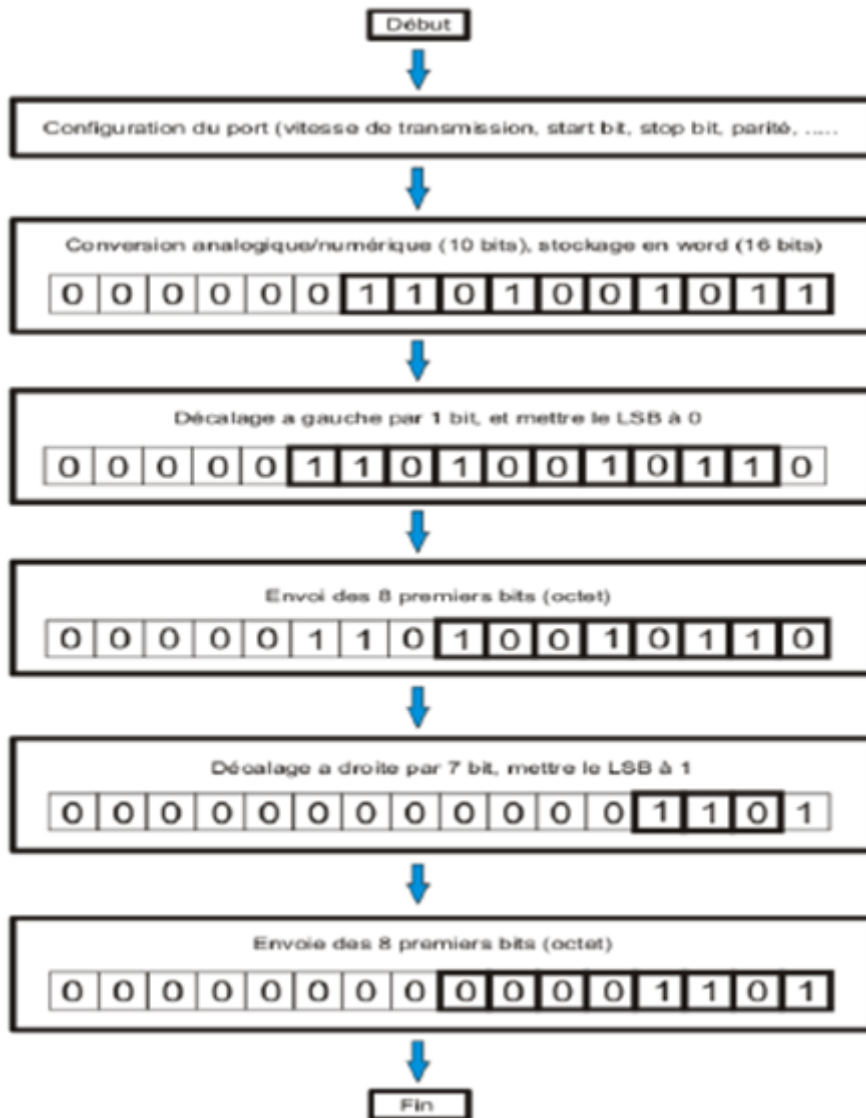 Début
Configuration du port (vitesse de transmission, start bit, stop bit, parité, .....
Conversion analogique/numérique (10 bits), stockage en word (16 bits)
0 0 0 0 0 0 1 1 0 1 0 0 1 0 1 1
Décalage a gauche par 1 bit, et mettre le LSB à 0
0 0 0 0 0 1 1 0 1 0 0 1 0 1 1 0
Envoi des 8 premiers bits (octet)
0 0 0 0 0 1 1 0 1 0 0 1 0 1 1 0
Décalage a droite par 7 bit, mettre le LSB à 1
0 0 0 0 0 0 0 0 0 0 0 0 1 1 0 1
Envoie des 8 premiers bits (octet)
0 0 0 0 0 0 0 0 0 0 0 0 1 1 0 1
Fin